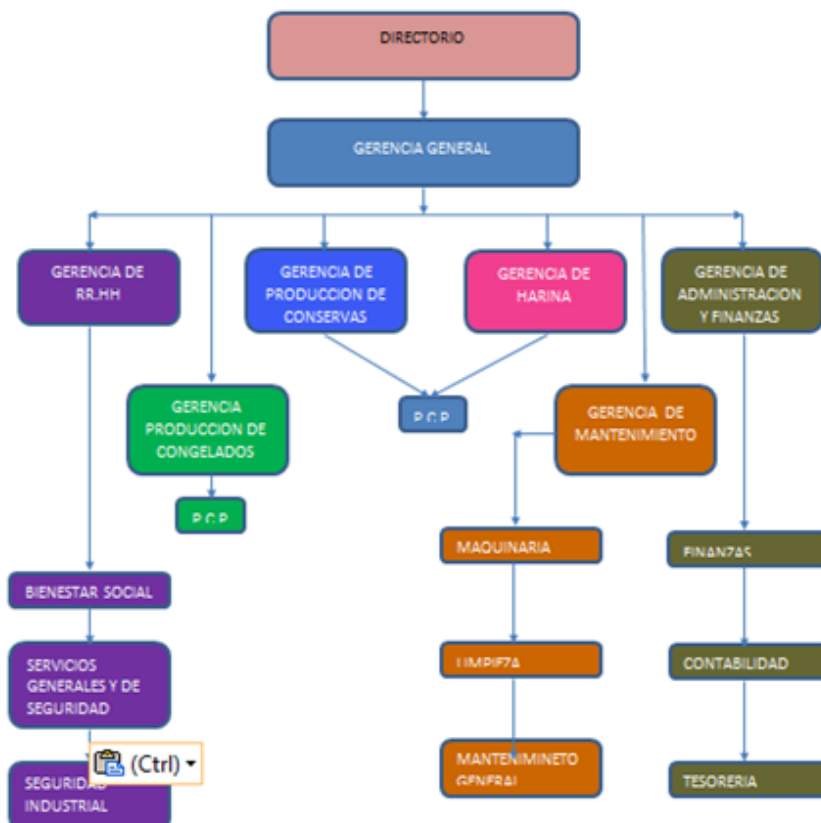 DIRECTORIO
GERENCIA GENERAL
GERENCIA DE
RR.HH
GERENCIA DE
PRODUCCION DE
CONSERVAS
GERENCIA DE
HARINA
GERENCIA DE
ADMINISTRACION
Y FINANZAS
GERENCIA
PRODUCCION DE
CONGELADOS
P.C.P
GERENCIA DE
MANTENIMIENTO
P.C.P
MAQUINARIA
FINANZAS
BIENESTAR SOCIAL
SERVICIOS
GENERALES Y DE
SEGURIDAD
LIMPIEZA
CONTABILIDAD
(Ctrl)
SEGURIDAD
INDUSTRIAL
MANTENIMINETO
GENERAL
TESORERIA